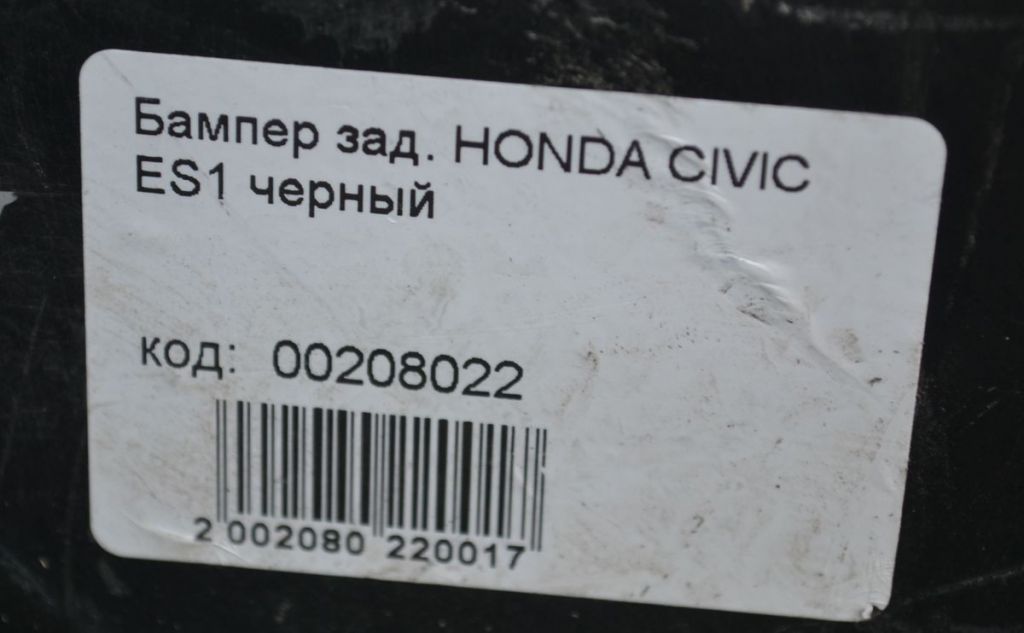 Бампер зад. HONDA CIVIC
ES1 черный
код: 00208022
2 002080 220017